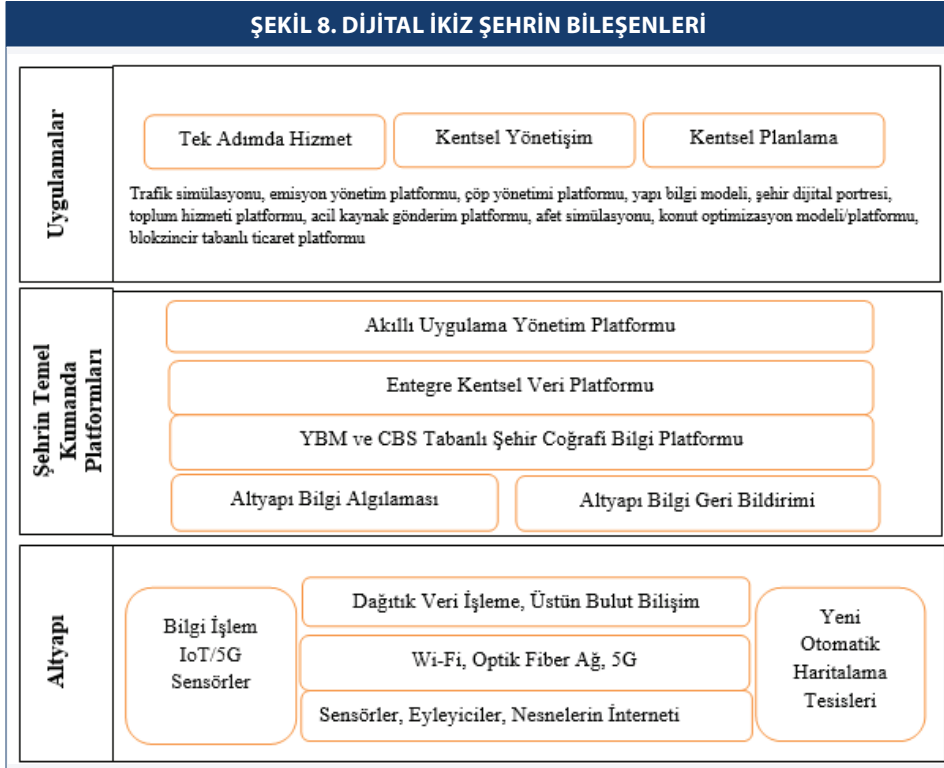 ŞEKİL 8. DİJİTAL İKİZ ŞEHRİN BİLEŞENLERİ
Uygulamalar
Tek Adımda Hizmet
Kentsel Yönetişim
Kentsel Planlama
Trafik simülasyonu, emisyon yönetim platformu, çöp yönetimi platformu, yapı bilgi modeli, şehir dijital portresi,
toplum hizmeti platformu, acil kaynak gönderim platformu, afet simülasyonu, konut optimizasyon modeli/platformu,
blokzincir tabanlı ticaret platformu
Şehrin Temel
Kumanda
Platformları
Akıllı Uygulama Yönetim Platformu
Entegre Kentsel Veri Platformu
YBM ve CBS Tabanlı Şehir Coğrafi Bilgi Platformu
Altyapı Bilgi Algılaması
Altyapı Bilgi Geri Bildirimi
Altyapı
Bilgi İşlem
IoT/5G
Sensörler
Dağıtık Veri İşleme, Üstün Bulut Bilişim
Wi-Fi, Optik Fiber Ağ, 5G
Sensörler, Eyleyiciler, Nesnelerin İnterneti
Yeni
Otomatik
Haritalama
Tesisleri